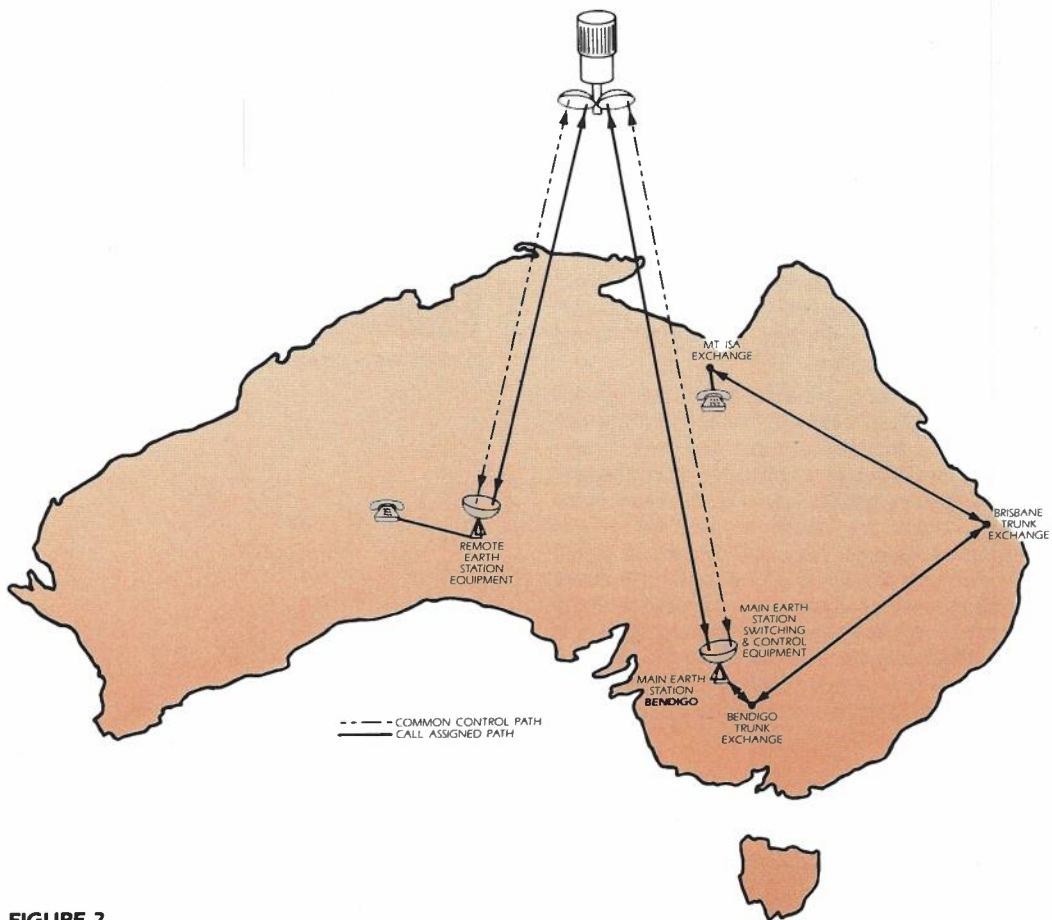 MT ISA
EXCHANGE
BRISBANE
TRUNK
EXCHANGE
REMOTE
EARTH
STATION
EQUIPMENT
MAIN EARTH
STATION
SWITCHING
& CONTROL
EQUIPMENT
MAIN EARTH
STATION
BENDIGO
BENDIGO
TRUNK
EXCHANGE
COMMON CONTROL PATH
CALL ASSIGNED PATH
FIGURE 2